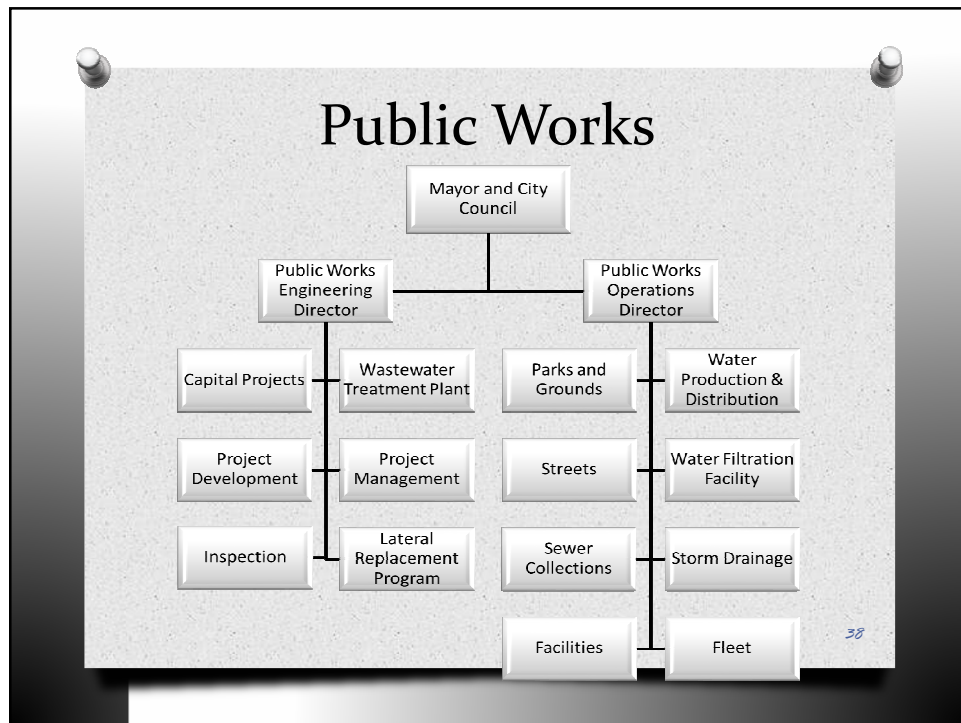 Public Works
Mayor and City
Council
Public Works
Engineering
Director
Public Works
Operations
Director
Capital Projects
Wastewater
Treatment Plant
Parks and
Grounds
Water
Production &
Distribution
Project
Development
Project
Management
Streets
Water Filtration
Facility
Inspection
Lateral
Replacement
Program
Sewer
Collections
Storm Drainage
Facilities
Fleet
38